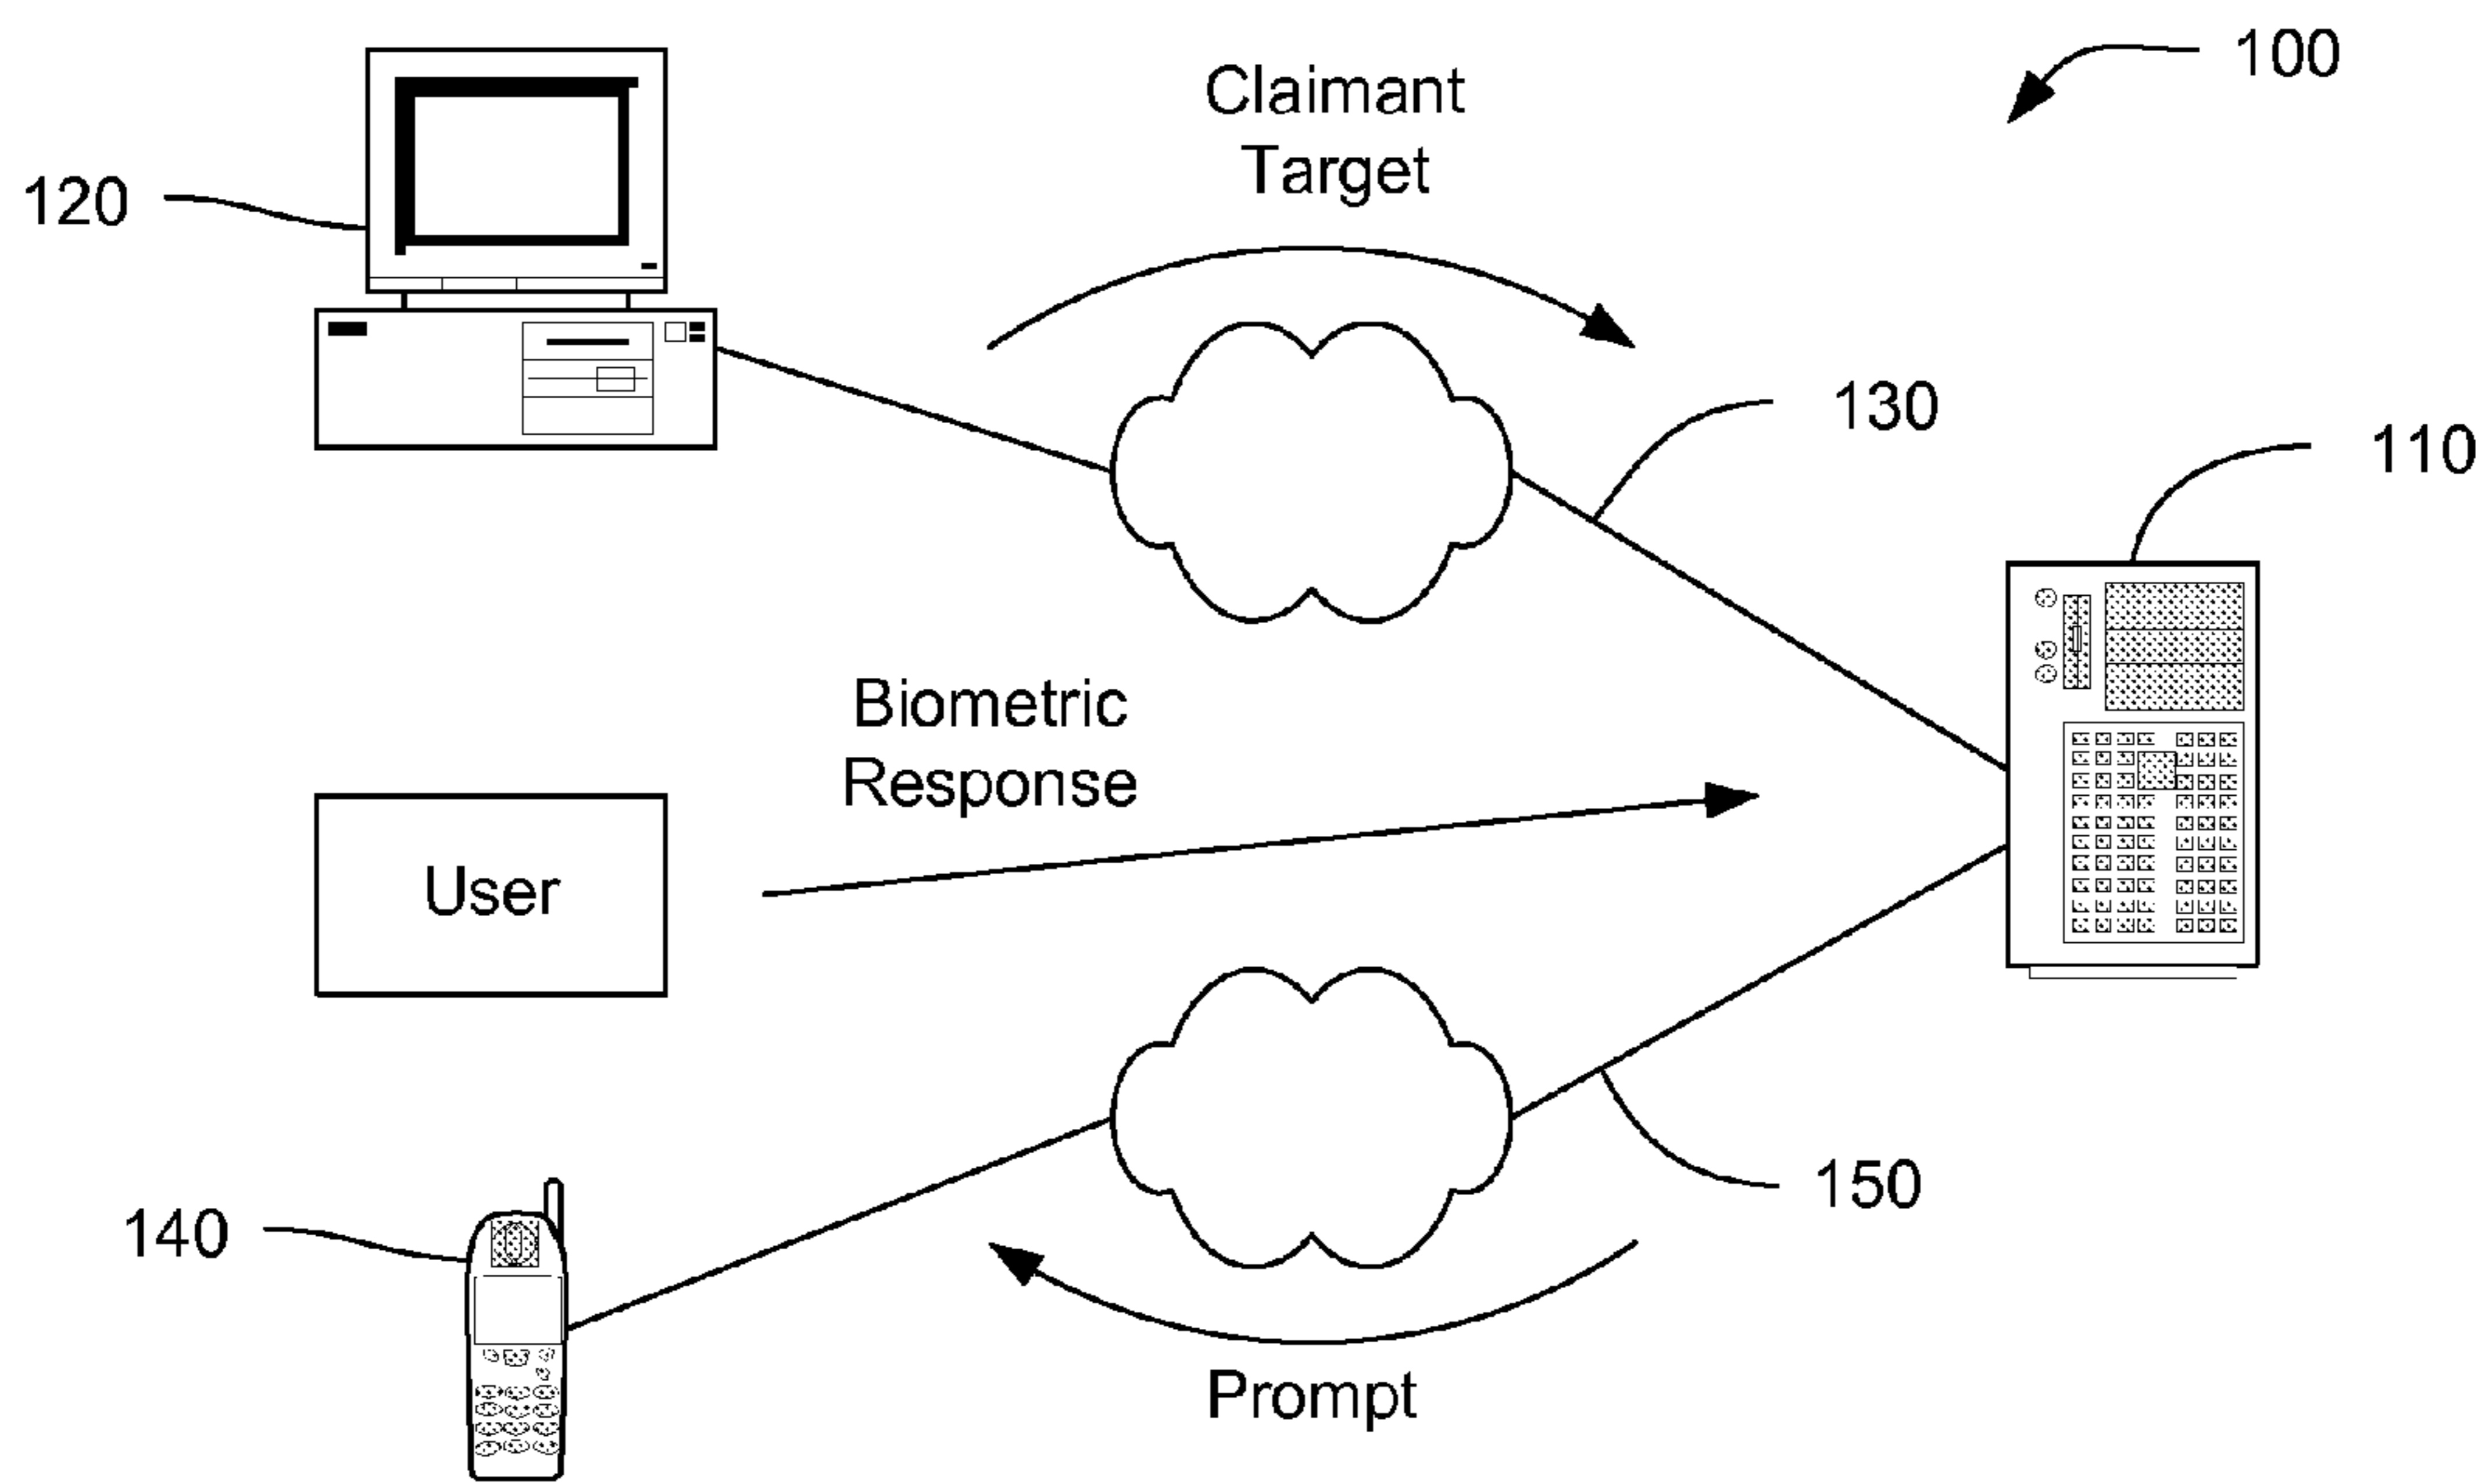 100
Claimant
Target
120
130
110
Biometric
Response
User
150
140
Prompt